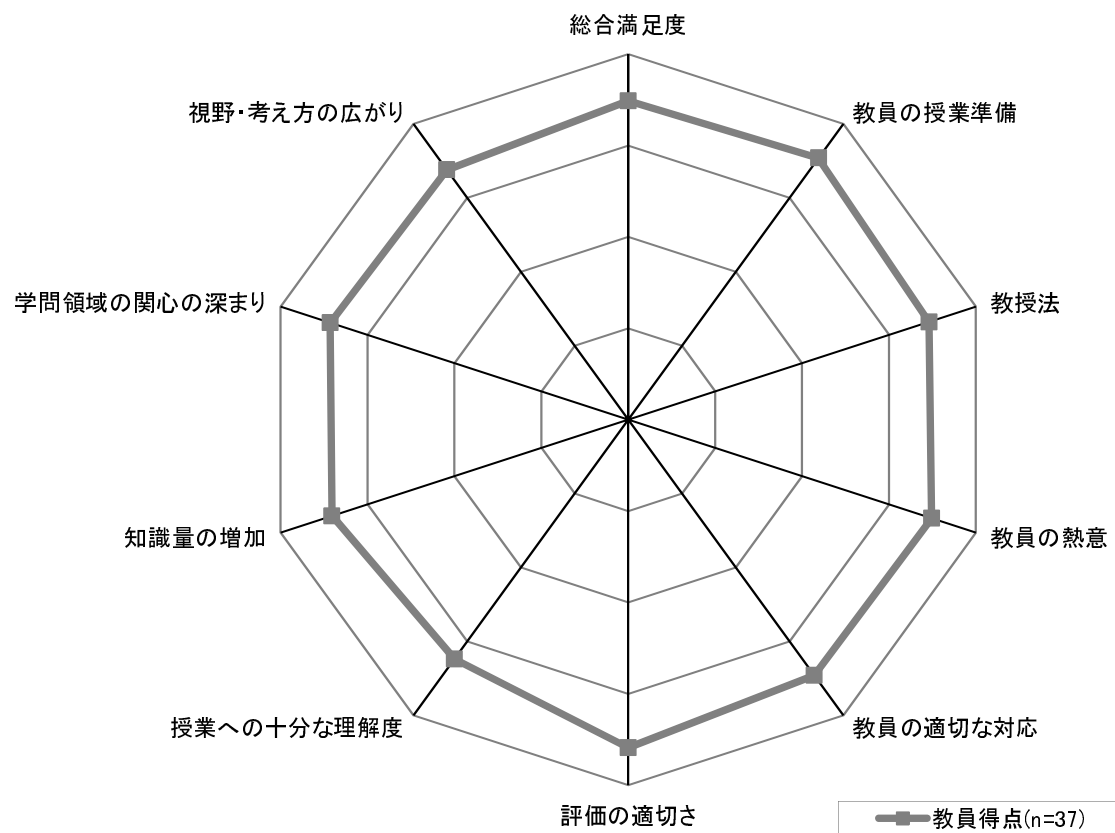 総合満足度
教員の授業準備
教授法
教員の熱意
教員の適切な対応
評価の適切さ
授業への十分な理解度
知識量の増加
学問領域の関心の深まり
視野・考え方の広がり
教員得点(n=37)